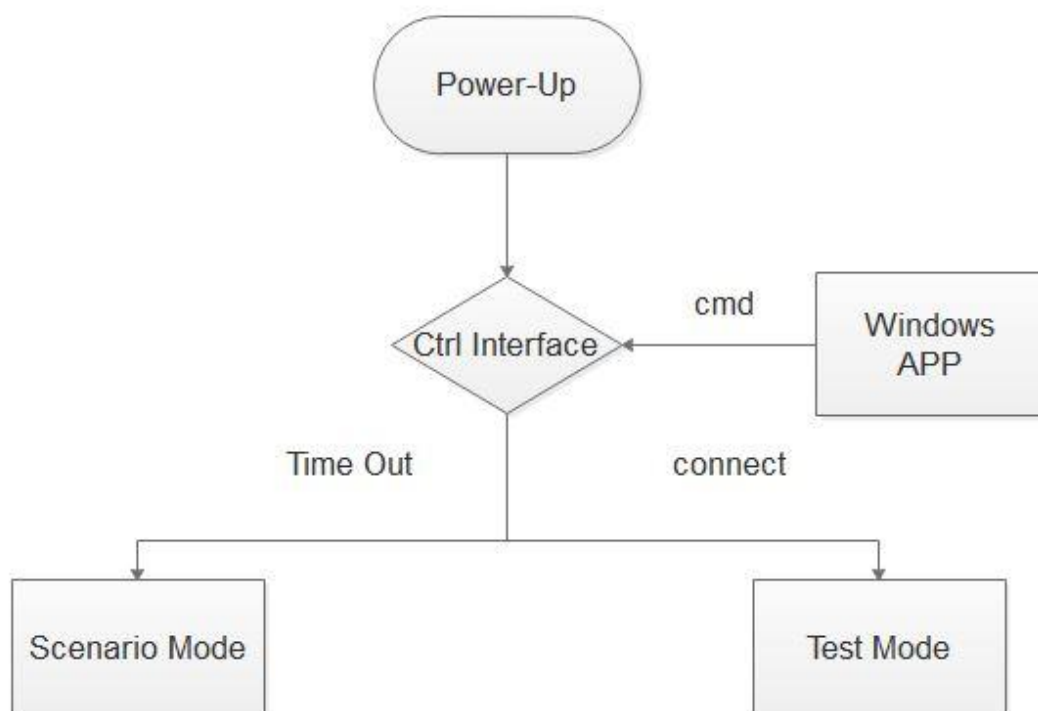 Power-Up
cmd
Windows
APP
Ctrl Interface
Time Out
connect
Scenario Mode
Test Mode